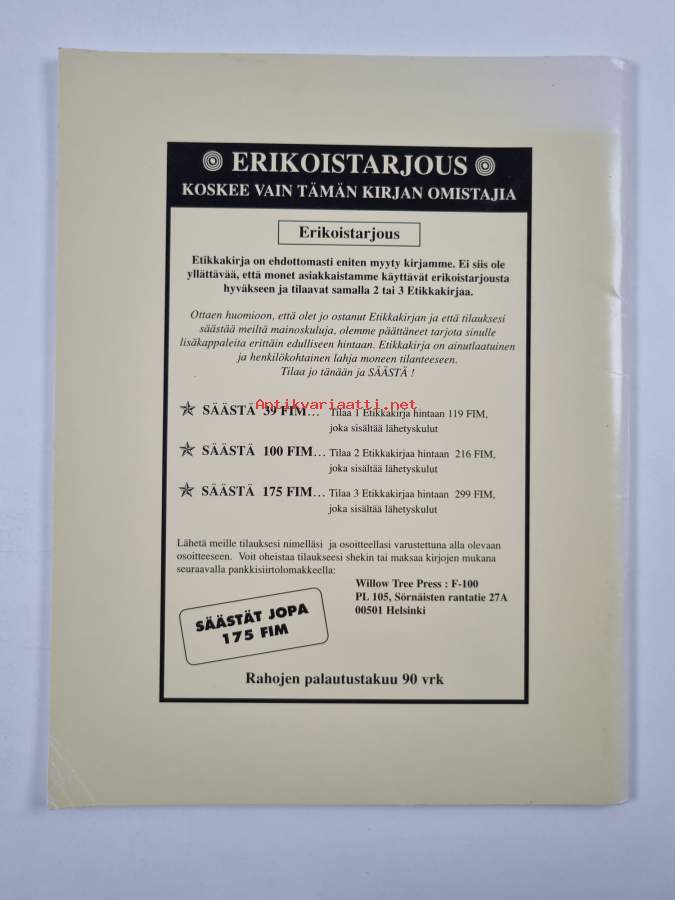 ERIKOISTARJOUS
KOSKEE VAIN TÄMÄN KIRJAN OMISTAJIA
Erikoistarjous
Etikkakirja on ehdottomasti eniten myyty kirjamme. Ei siis ole
yllättävää, että monet asiakkaistamme käyttävät erikoistarjousta
hyväkseen ja tilaavat samalla 2 tai 3 Etikkakirjaa.
Ottaen huomioon, että olet jo ostanut Etikkakirjan ja että tilauksesi
säästää meiltä mainoskuluja, olemme päättäneet tarjota sinulle
lisäkappaleita erittäin edulliseen hintaan. Etikkakirja on ainutlaatuinen
ja henkilökohtainen lahja moneen tilanteeseen.
Tilaa jo tänään ja SÄÄSTÄ !
Antikvariaatti.net
SÄÄSTÄ 39 FIM... Tilaa 1 Etikkakirja hintaan 119 FIM,
joka sisältää lähetyskulut
SÄÄSTÄ 100 FIM... Tilaa 2 Etikkakirjaa hintaan 216 FIM,
joka sisältää lähetyskulut
SÄÄSTÄ 175 FIM... Tilaa 3 Etikkakirjaa hintaan 299 FIM,
joka sisältää lähetyskulut
Lähetä meille tilauksesi nimelläsi ja osoitteellasi varustettuna alla olevaan
osoitteeseen. Voit oheistaa tilaukseesi shekin tai maksaa kirjojen mukana
seuraavalla pankkisiirtolomakkeella:
Willow Tree Press : F-100
PL 105, Sörnäisten rantatie 27A
00501 Helsinki
SÄÄSTÄT JOPA
175 FIM
Rahojen palautustakuu 90 vrk